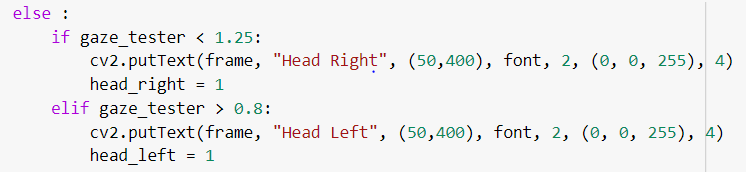 else :
    if gaze_tester < 1.25:
        cv2.putText(frame, "Head Right", (50,400), font, 2, (0, 0, 255), 4)
        head_right = 1
    elif gaze_tester > 0.8:
        cv2.putText(frame, "Head Left", (50,400), font, 2, (0, 0, 255), 4)
        head_left = 1